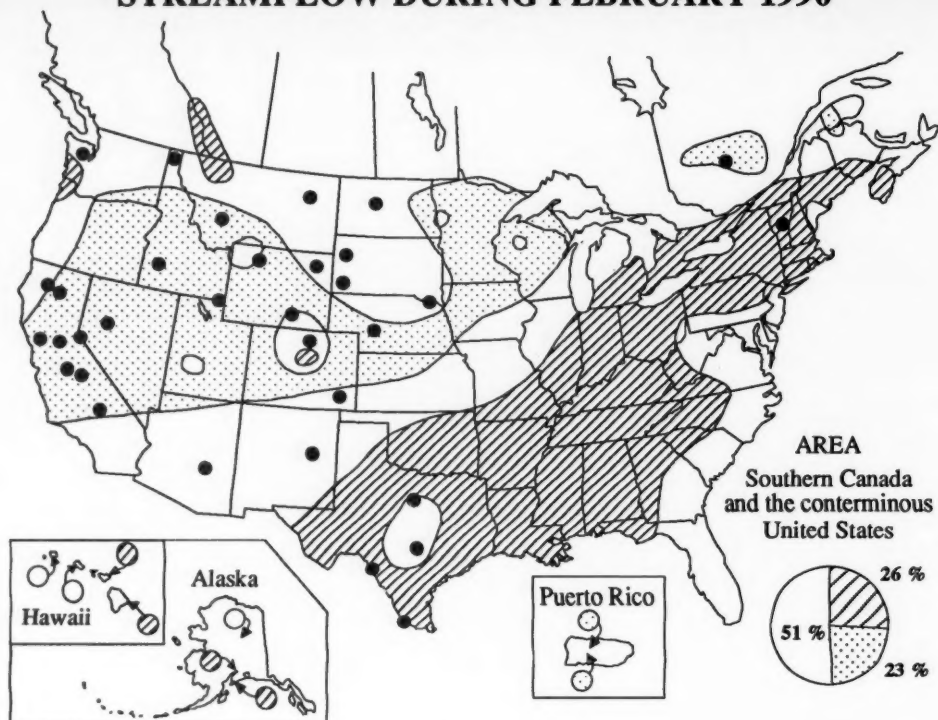 STREAMFLOW DURING FEBRUARY 1990
AREA
Southern Canada
and the conterminous
United States
Hawaii
Alaska
Puerto Rico
26 %
51 %
23 %